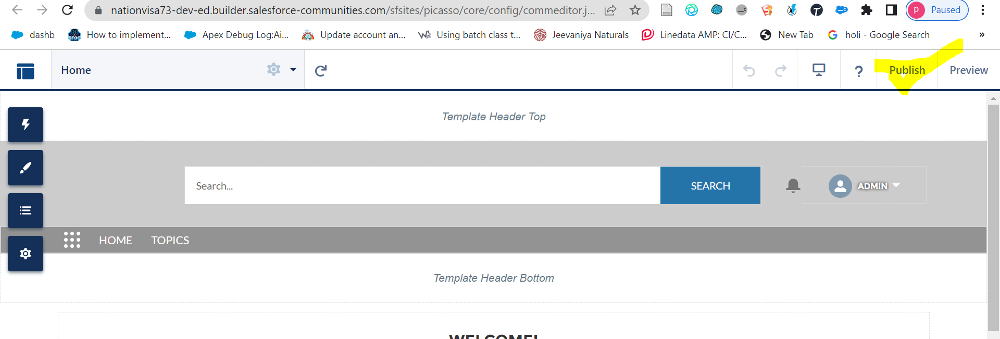 nationvisa73-dev-ed.builder.salesforce-communities.com/sfsites/picasso/core/config/commeditor.j... P Paused
dashb How to implement... Apex Debug Log:Ai... Update account an... Using batch class t... Jeevaniya Naturals Linedata AMP: CI/C... New Tab holi - Google Search »
Home ? Publish Preview
Template Header Top
Search... SEARCH ADMIN
HOME TOPICS
Template Header Bottom
WELCOME!